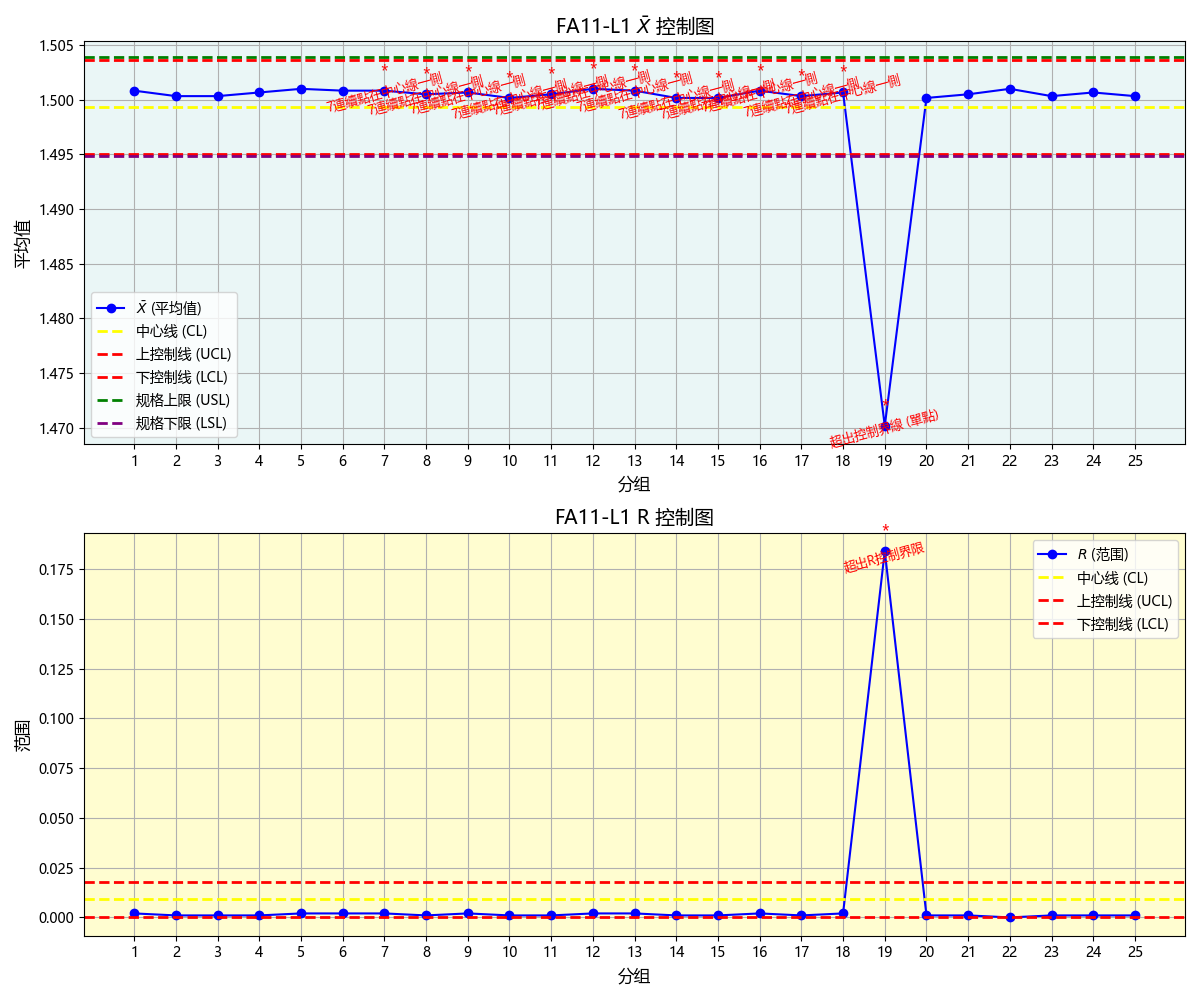 FA11-L1 X̄ 控制图
1.505
1.500
1.495
1.490
1.485
1.480
1.475
1.470
平均值
*
*
*
*
*
*
*
*
*
*
*
*
*
超出控制界線 (單點)
X̄ (平均值)
中心线 (CL)
上控制线 (UCL)
下控制线 (LCL)
规格上限 (USL)
规格下限 (LSL)
1 2 3 4 5 6 7 8 9 10 11 12 13 14 15 16 17 18 19 20 21 22 23 24 25
分组
FA11-L1 R 控制图
0.175
0.150
0.125
0.100
0.075
0.050
0.025
0.000
范围
*
超出R控制界限
R (范围)
中心线 (CL)
上控制线 (UCL)
下控制线 (LCL)
1 2 3 4 5 6 7 8 9 10 11 12 13 14 15 16 17 18 19 20 21 22 23 24 25
分组